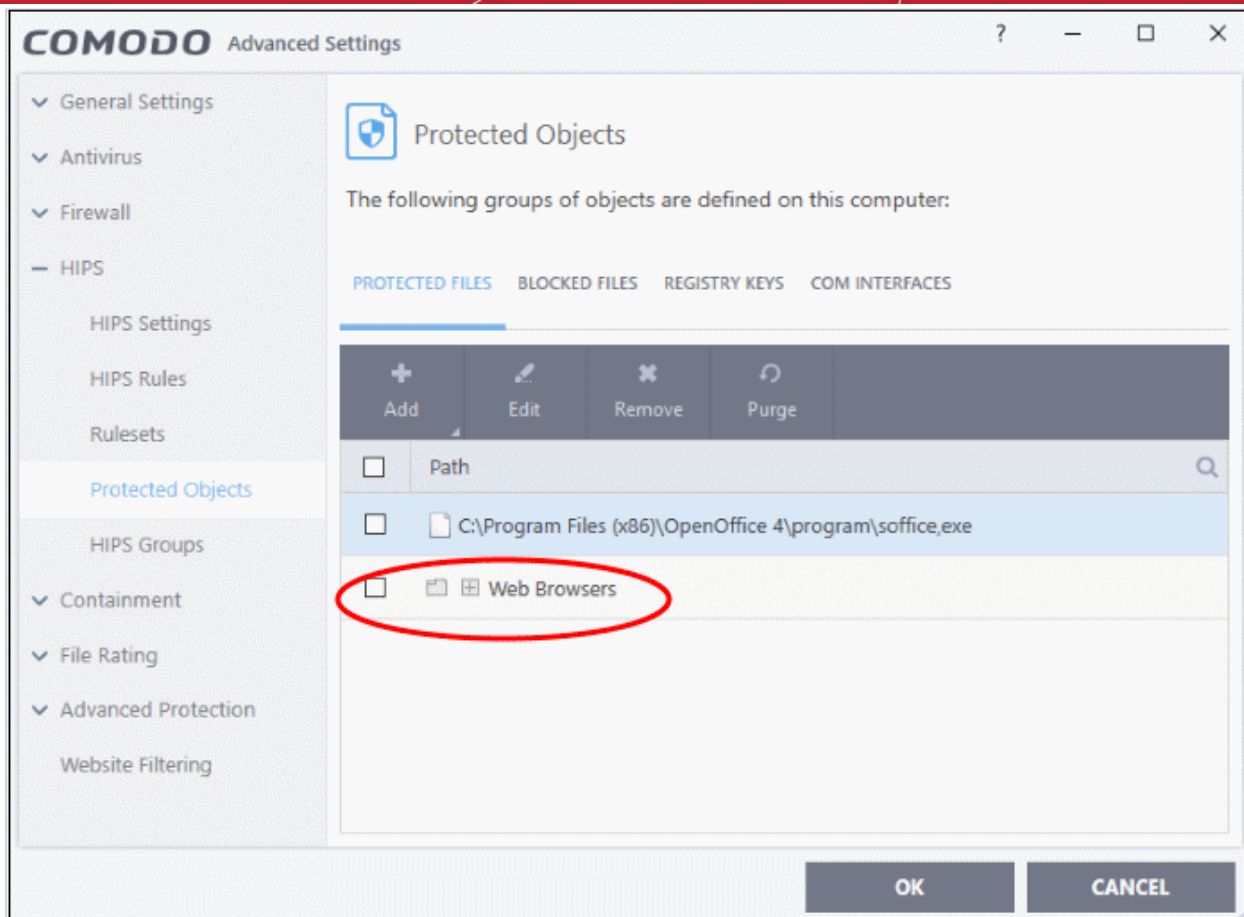 COMODO Advanced Settings ?
General Settings
Antivirus
Firewall
HIPS
HIPS Settings
HIPS Rules
Rulesets
Protected Objects
HIPS Groups
Containment
File Rating
Advanced Protection
Website Filtering
Protected Objects
The following groups of objects are defined on this computer:
PROTECTED FILES BLOCKED FILES REGISTRY KEYS COM INTERFACES
Add Edit Remove Purge
Path
C:\Program Files (x86)\OpenOffice 4\program\soffice,exe
Web Browsers
OK CANCEL